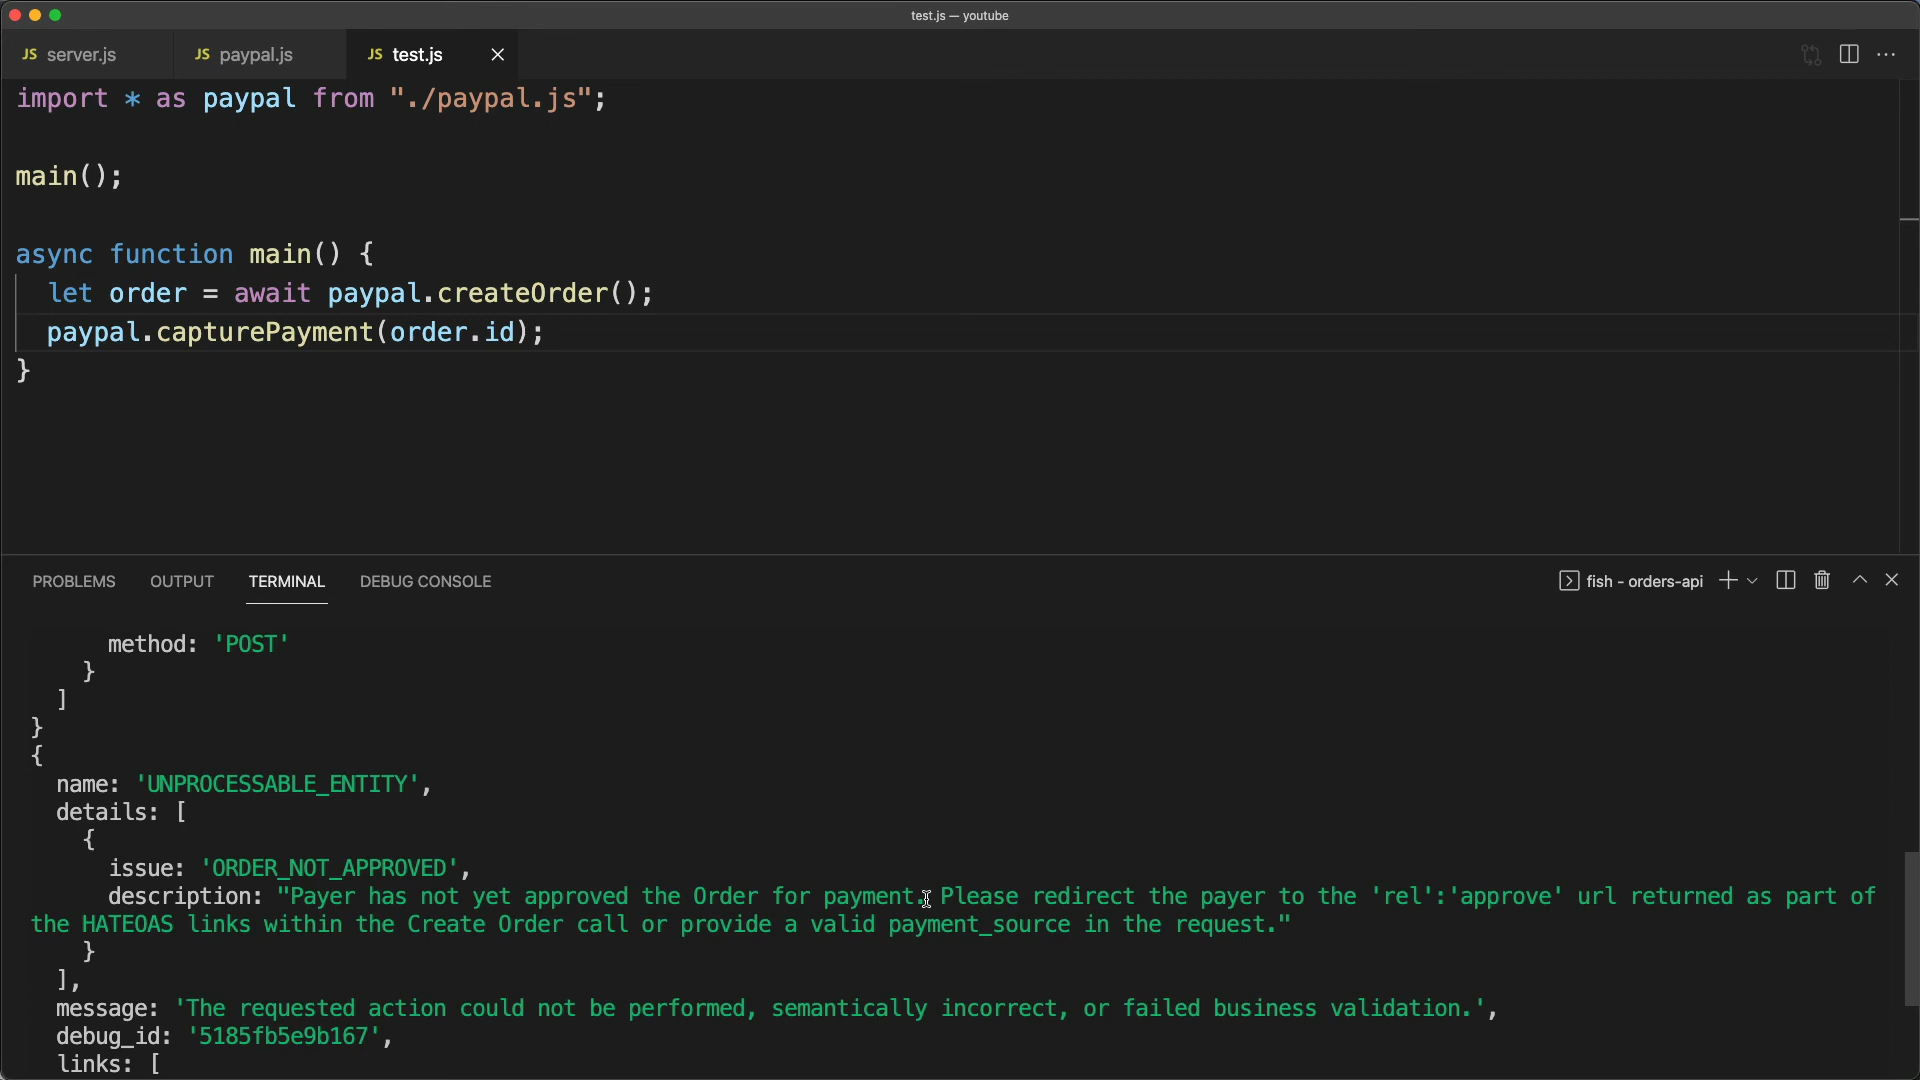 test.js — youtube
JS server.js JS paypal.js JS test.js
import * as paypal from "./paypal.js";
main();
async function main() {
let order = await paypal.createOrder();
paypal.capturePayment(order.id);
}
PROBLEMS OUTPUT TERMINAL DEBUG CONSOLE fish - orders-api
method: 'POST'
}
]
}
{
name: 'UNPROCESSABLE_ENTITY',
details: [
{
issue: 'ORDER_NOT_APPROVED',
description: "Payer has not yet approved the Order for payment. Please redirect the payer to the 'rel':'approve' url returned as part of
the HATEOAS links within the Create Order call or provide a valid payment_source in the request."
}
],
message: 'The requested action could not be performed, semantically incorrect, or failed business validation.',
debug_id: '5185fb5e9b167',
links: [